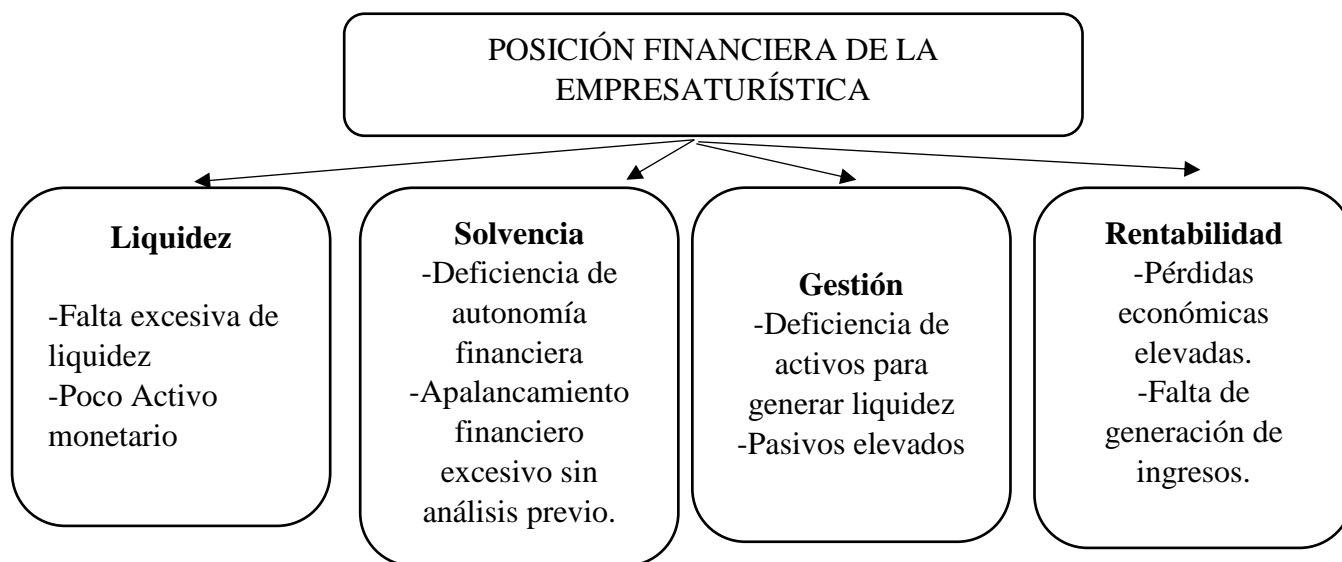 POSICIÓN FINANCIERA DE LA
EMPRESATURÍSTICA
Liquidez
-Falta excesiva de
liquidez
-Poco Activo
monetario
Solvencia
-Deficiencia de
autonomía
financiera
-Apalancamiento
financiero
excesivo sin
análisis previo.
Gestión
-Deficiencia de
activos para
generar liquidez
-Pasivos elevados
Rentabilidad
-Pérdidas
económicas
elevadas.
-Falta de
generación de
ingresos.